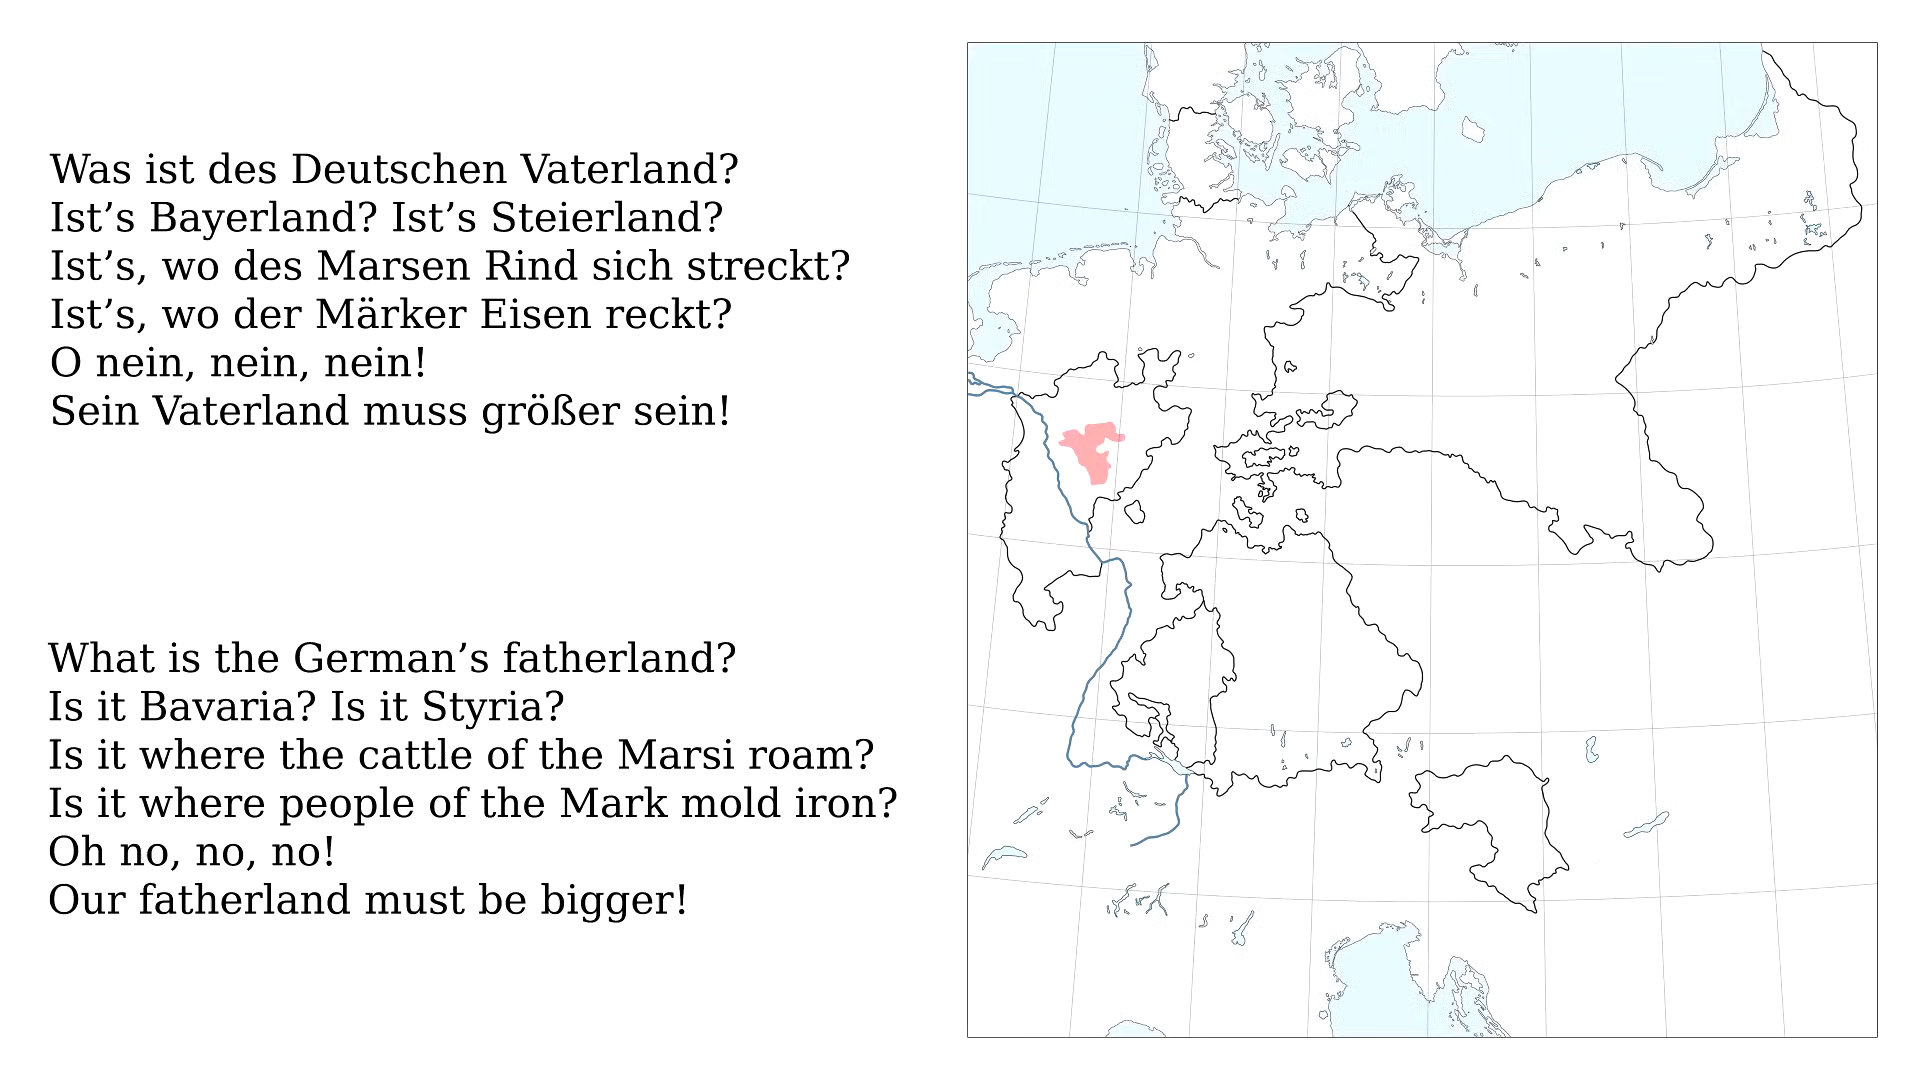 Was ist des Deutschen Vaterland?
Ist’s Bayerland? Ist’s Steierland?
Ist’s, wo des Marsen Rind sich streckt?
Ist’s, wo der Märker Eisen reckt?
O nein, nein, nein!
Sein Vaterland muss größer sein!
What is the German’s fatherland?
Is it Bavaria? Is it Styria?
Is it where the cattle of the Marsi roam?
Is it where people of the Mark mold iron?
Oh no, no, no!
Our fatherland must be bigger!